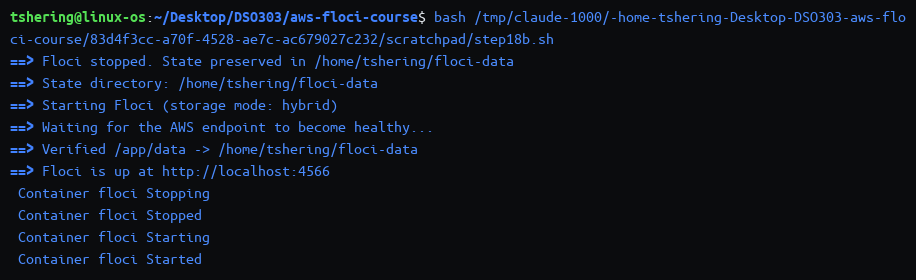 tshering@linux-os:~/Desktop/DSO303/aws-floci-course$ bash /tmp/claude-1000/-home-tshering-Desktop-DSO303-aws-flo
ci-course/83d4f3cc-a70f-4528-ae7c-ac679027c232/scratchpad/step18b.sh
==> Floci stopped. State preserved in /home/tshering/floci-data
==> State directory: /home/tshering/floci-data
==> Starting Floci (storage mode: hybrid)
==> Waiting for the AWS endpoint to become healthy...
==> Verified /app/data -> /home/tshering/floci-data
==> Floci is up at http://localhost:4566
 Container floci Stopping
 Container floci Stopped
 Container floci Starting
 Container floci Started